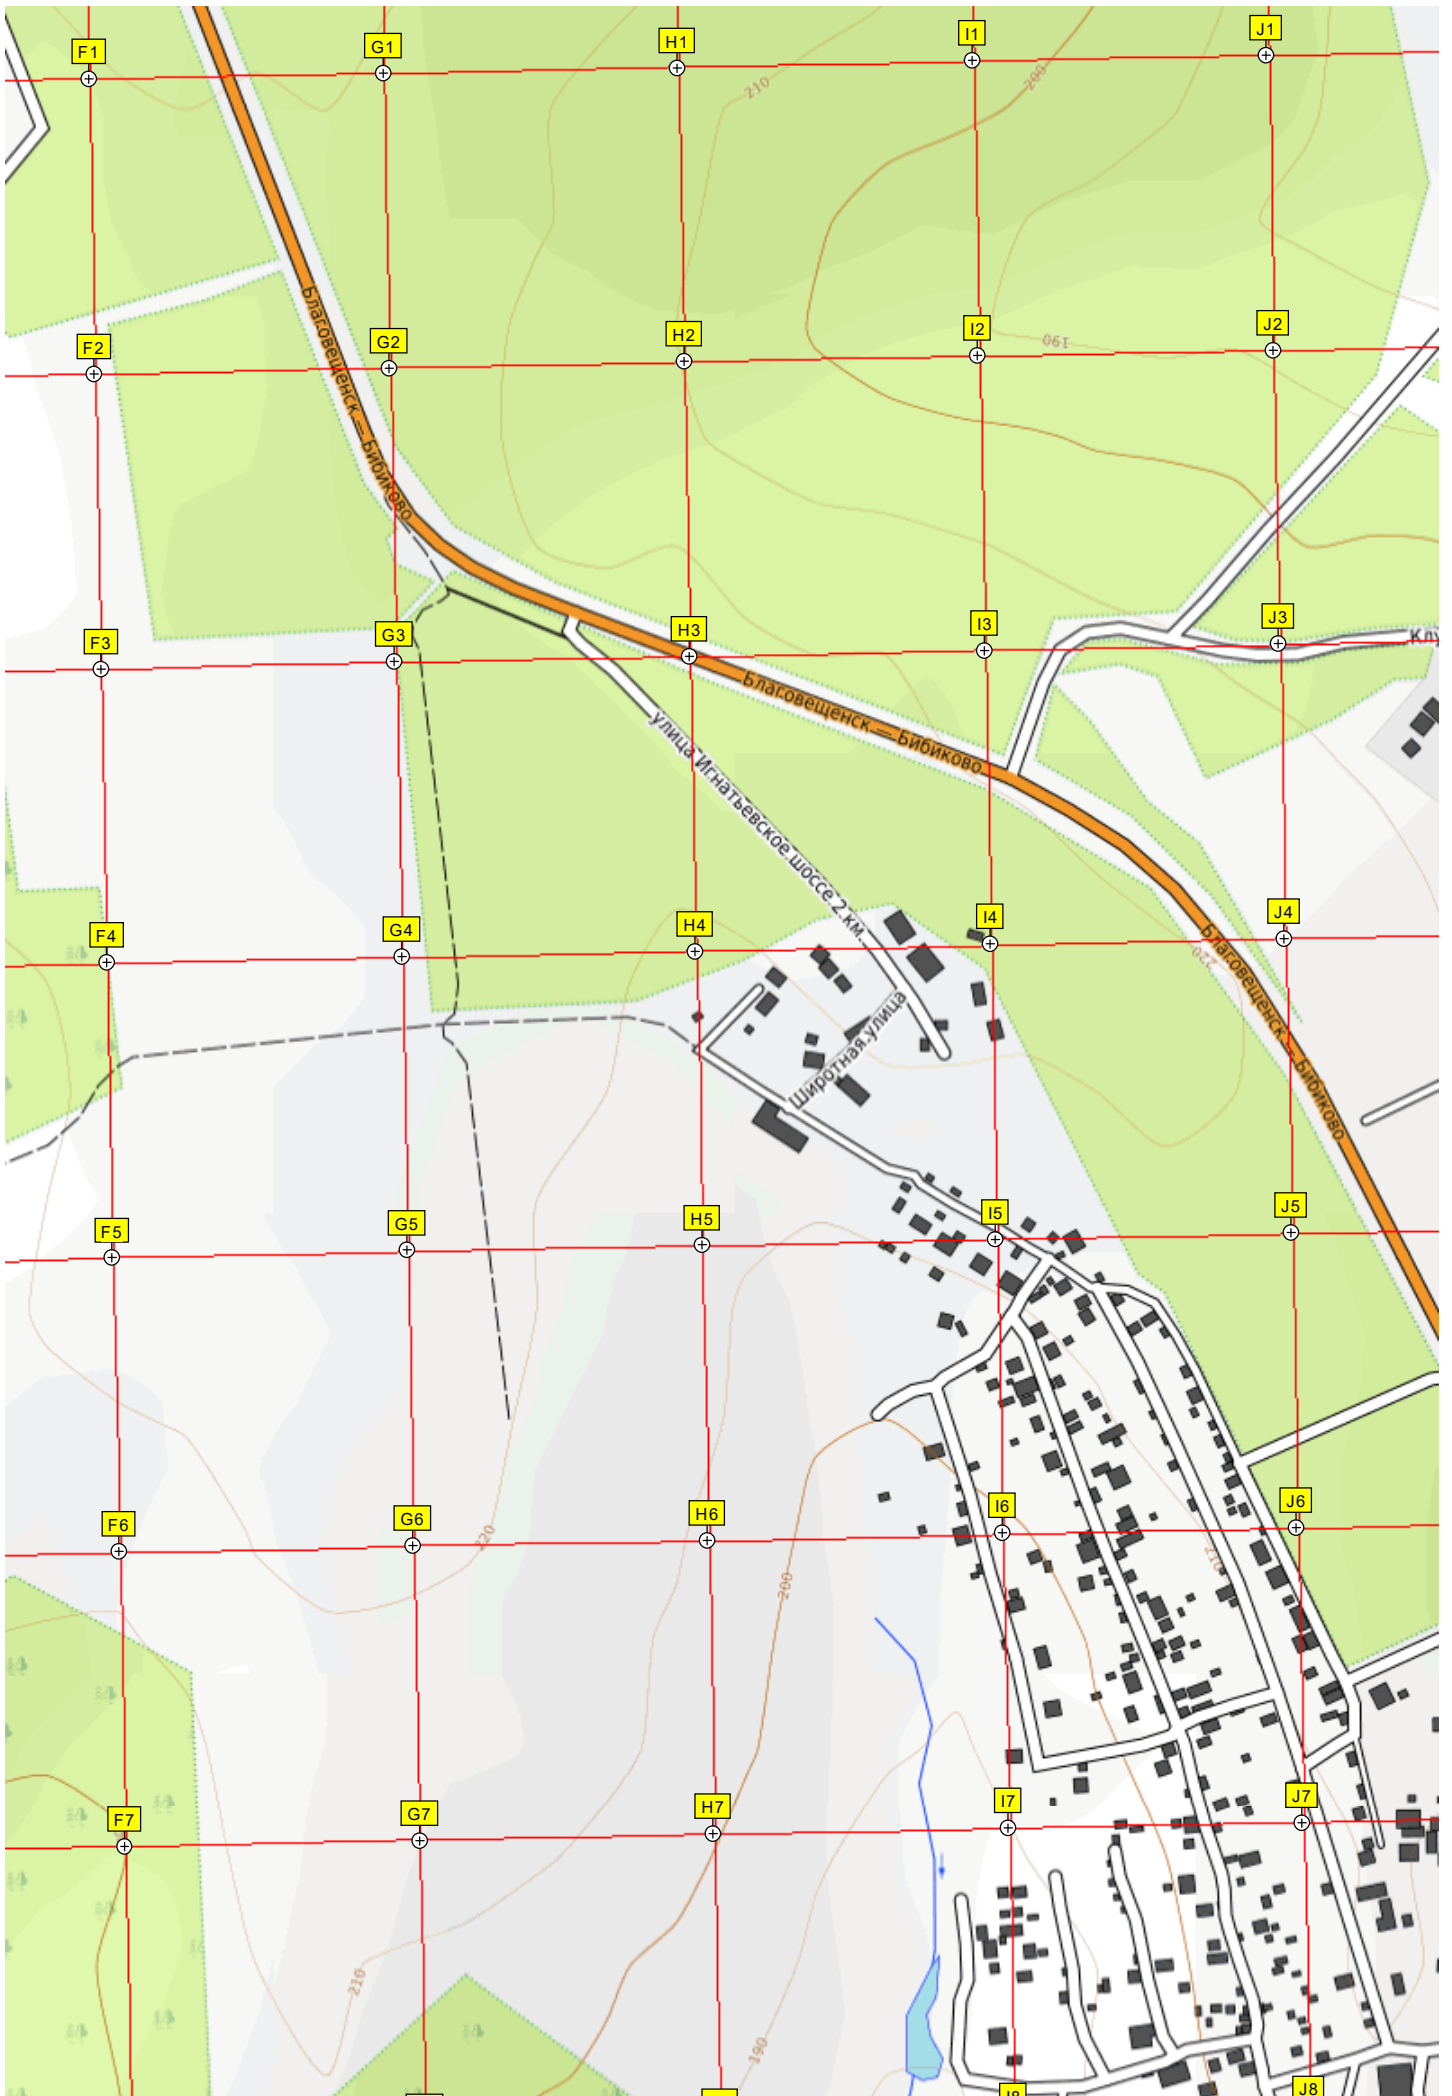 F1
G1
H1
I1
J1
210
200
F2
G2
H2
I2
J2
190
Благовещенск — Бибиково
F3
G3
H3
I3
J3
Клу
Благовещенск — Бибиково
улица Игнатьевское шоссе 2 км.
F4
G4
H4
I4
J4
220
Благовещенск — Бибиково
Широтная улица
F5
G5
H5
I5
J5
F6
G6
H6
I6
J6
220
200
210
F7
G7
H7
I7
J7
210
190
I8
J8